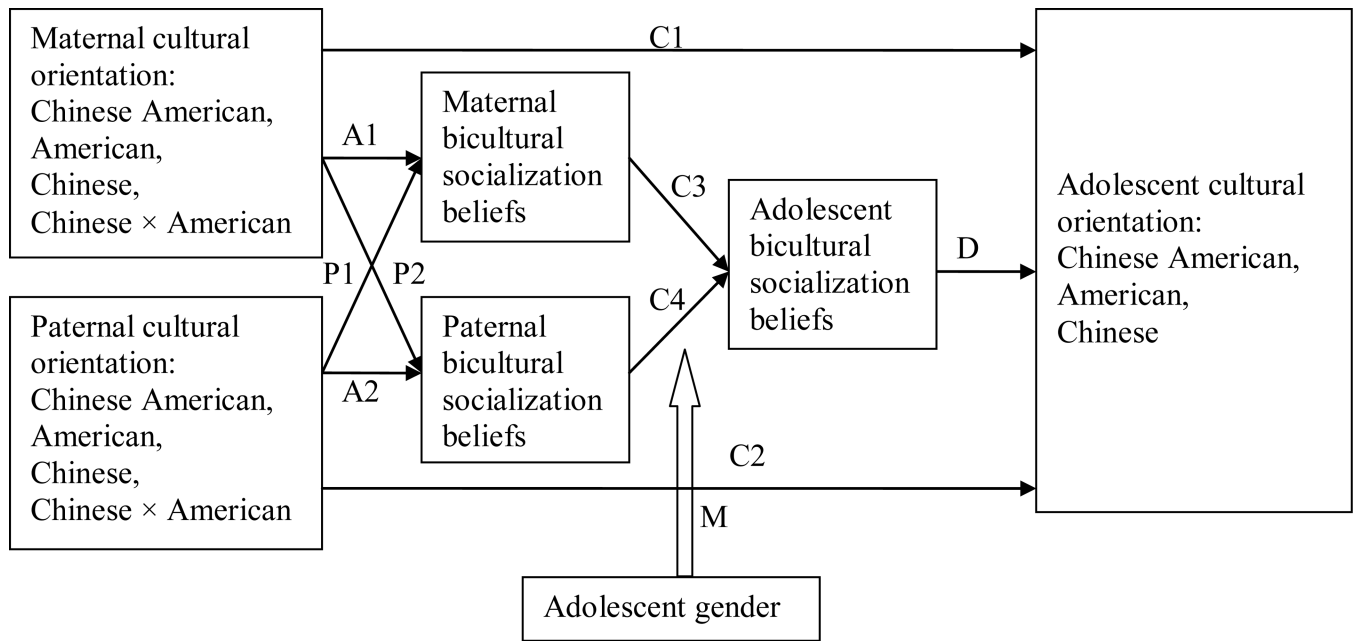 Maternal cultural
orientation:
Chinese American,
American,
Chinese,
Chinese × American
Paternal cultural
orientation:
Chinese American,
American,
Chinese,
Chinese × American
A1
P1
P2
A2
Maternal
bicultural
socialization
beliefs
Paternal
bicultural
socialization
beliefs
C1
C3
C4
C2
M
Adolescent
bicultural
socialization
beliefs
D
Adolescent cultural
orientation:
Chinese American,
American,
Chinese
Adolescent gender